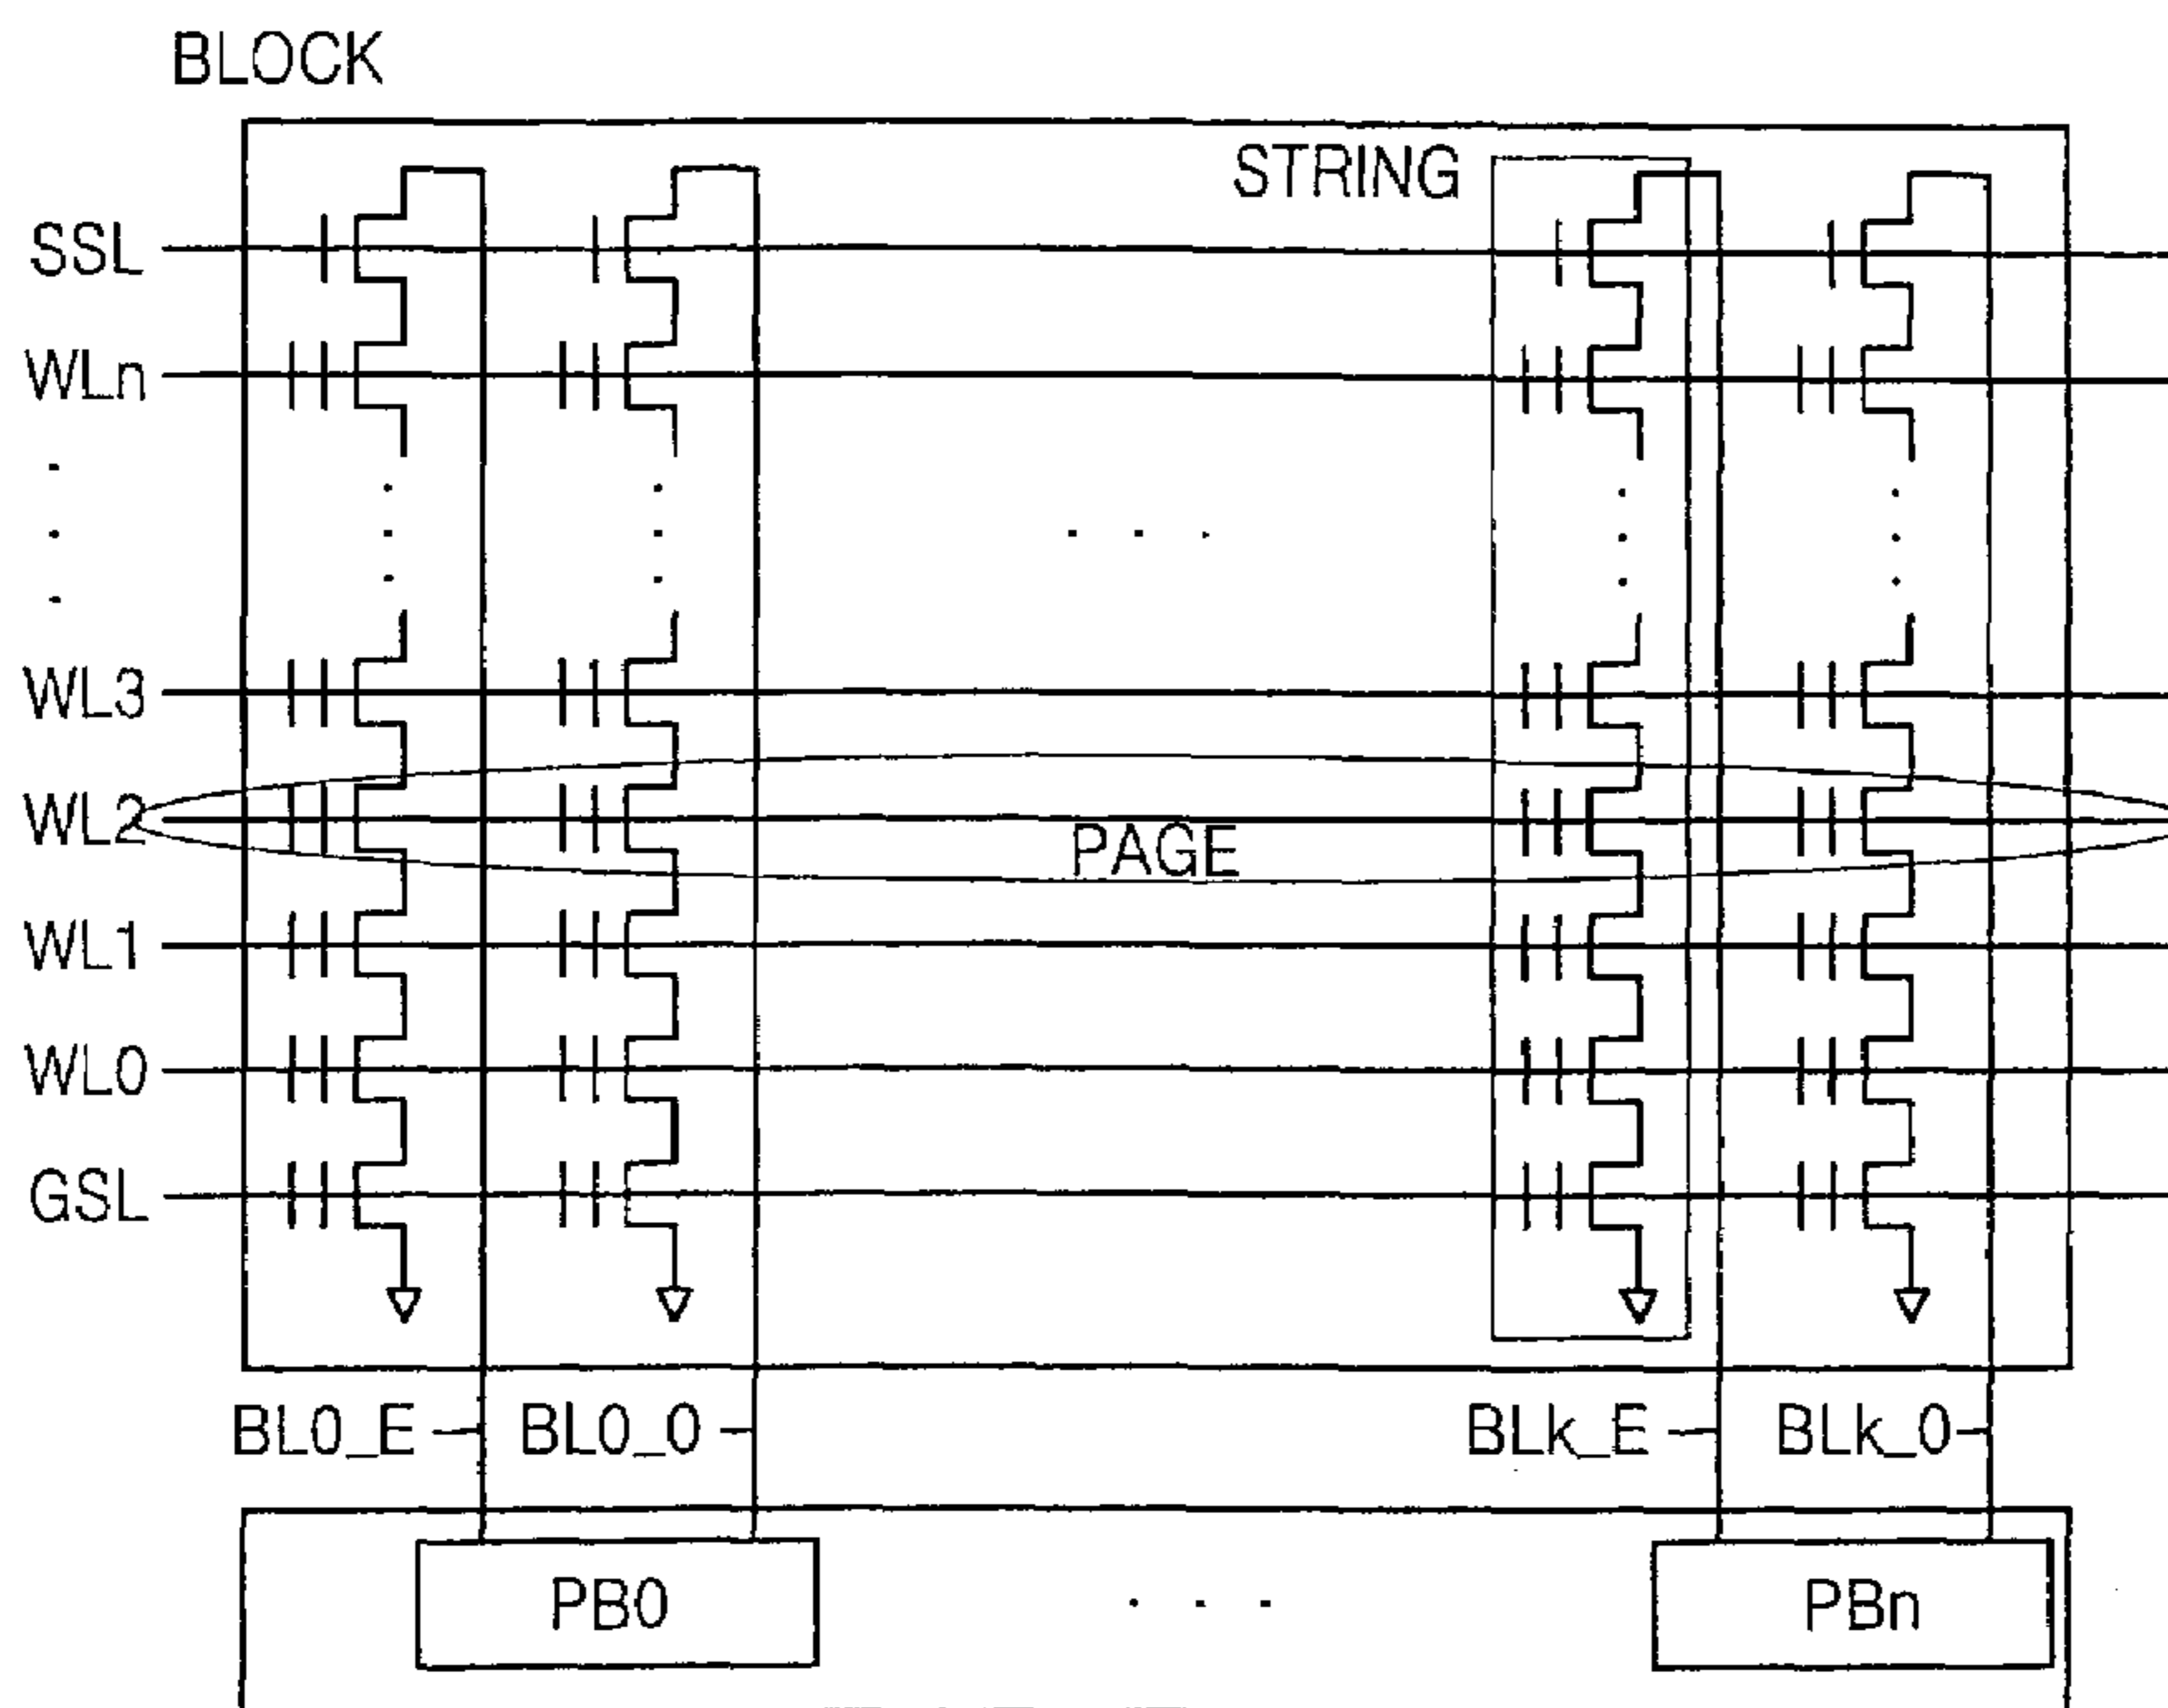 BLOCK
STRING
SSL
WLn
WL3
WL2
PAGE
WL1
WL0
GSL
BL0_E BL0_0 BLk_E BLk_0
PB0 . . . PBn